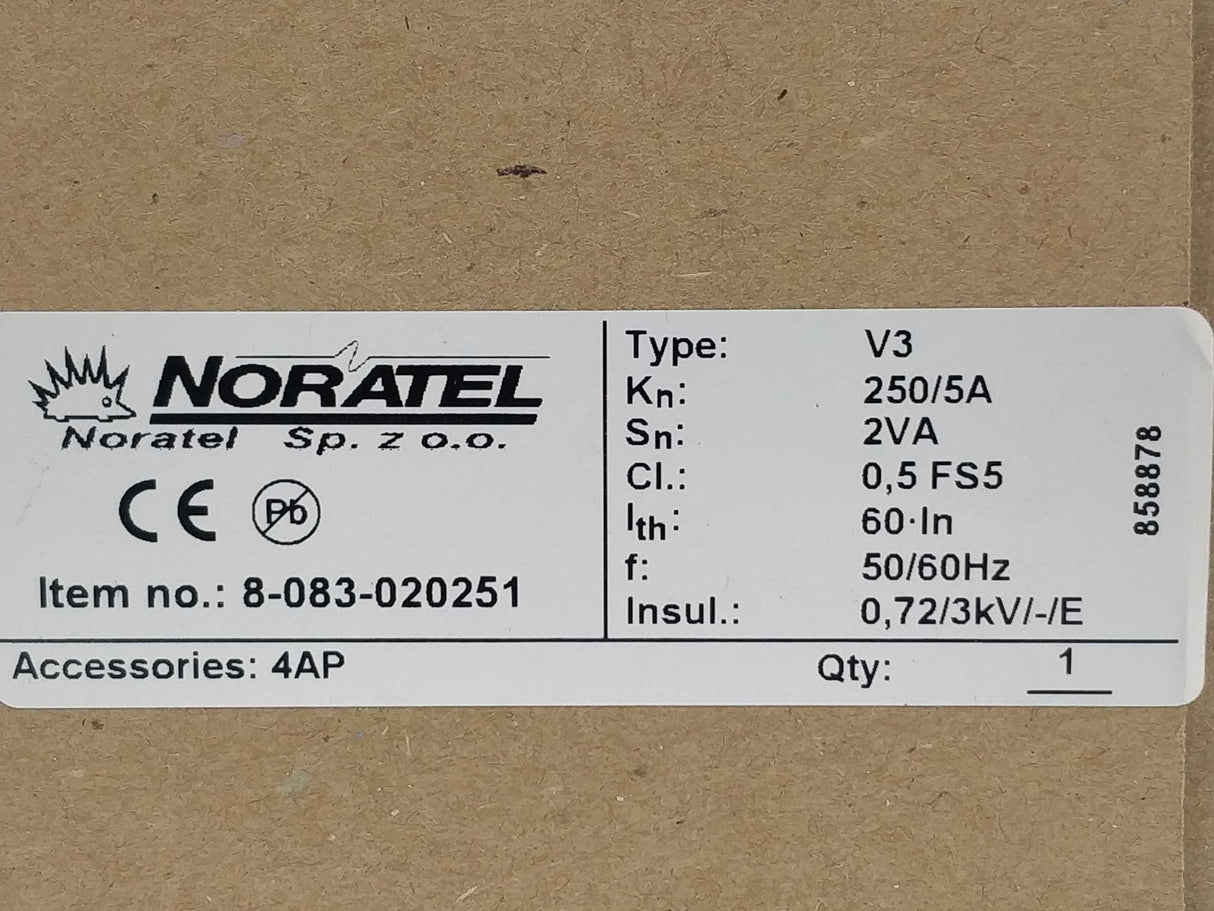 NORATEL
Noratel Sp. z o.o.
CE Pb
Item no.: 8-083-020251
Type: V3
Kn: 250/5A
Sn: 2VA
Cl.: 0,5 FS5
Ith: 60·In
f: 50/60Hz
Insul.: 0,72/3kV/-/E
858878
Accessories: 4AP
Qty: 1